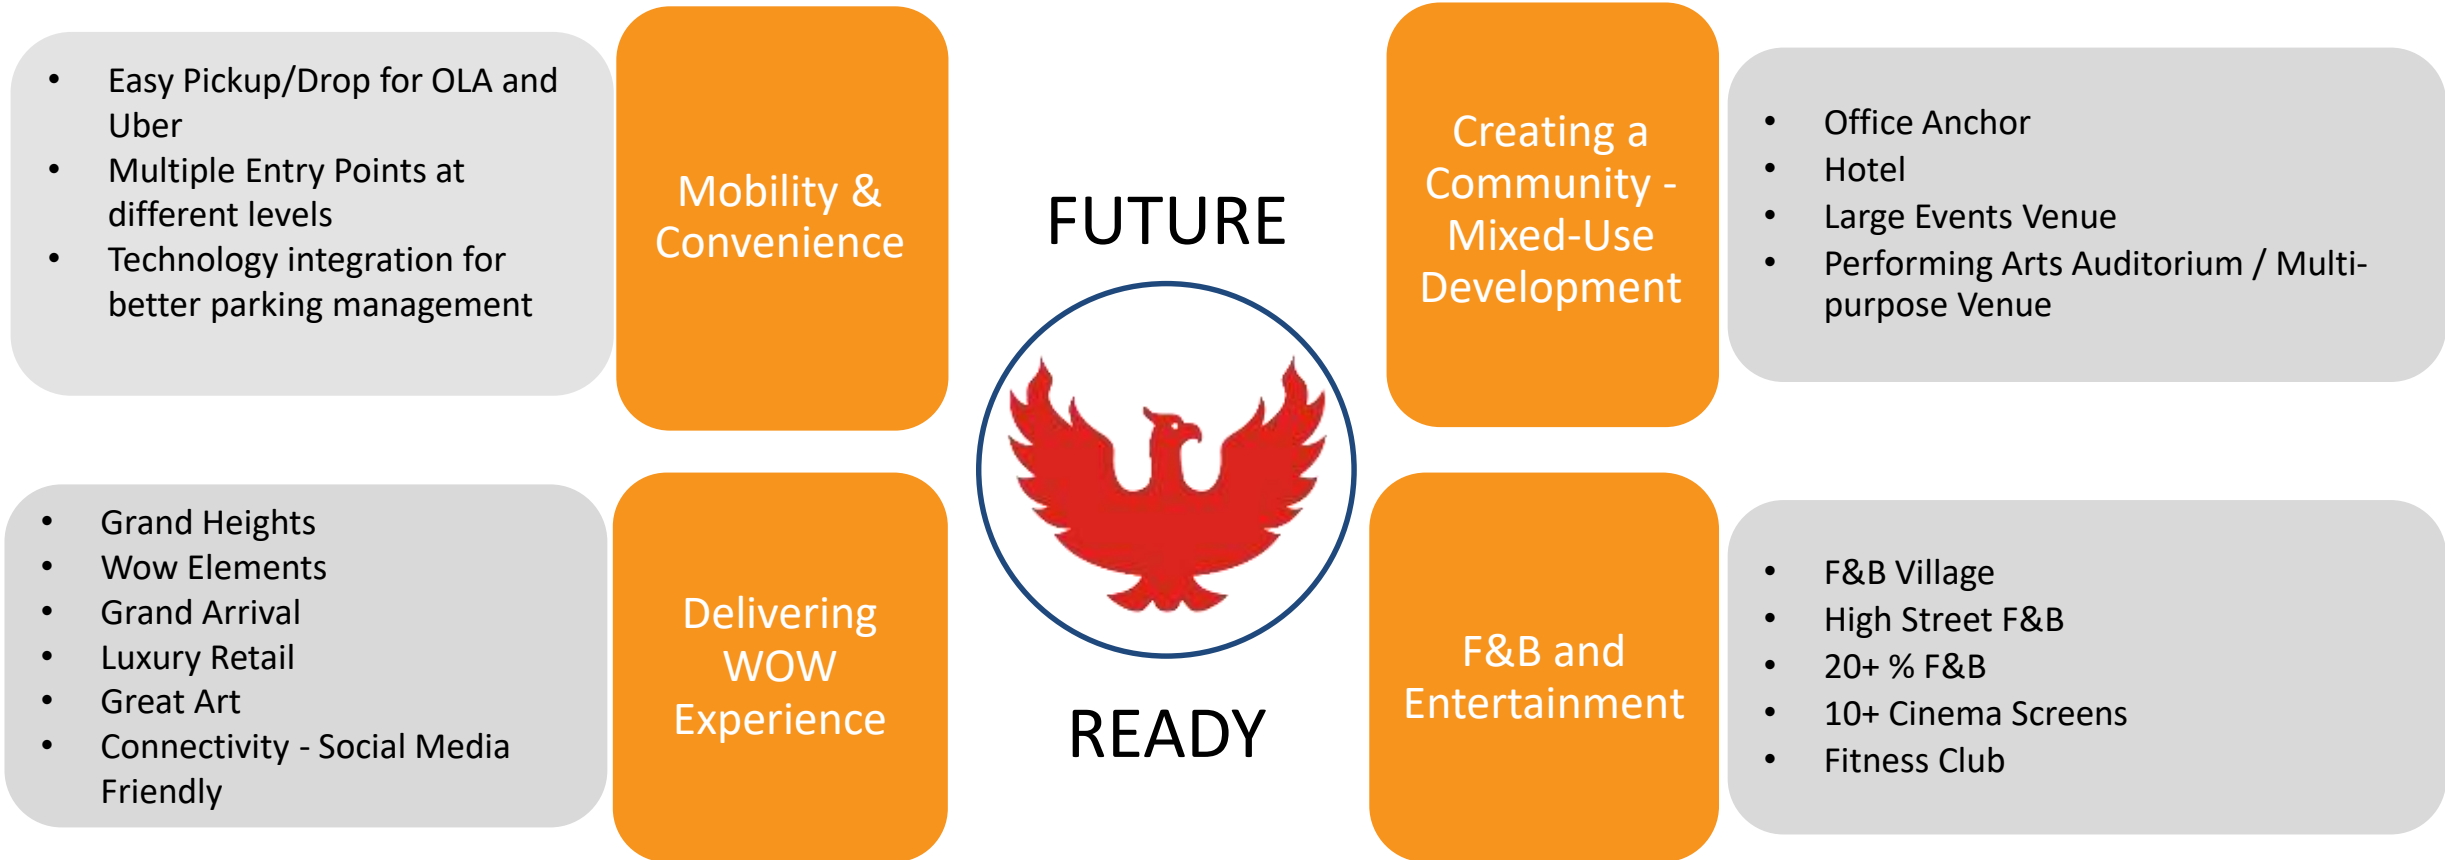 • Easy Pickup/Drop for OLA and
Uber
• Multiple Entry Points at
different levels
• Technology integration for
better parking management
Mobility &
Convenience
FUTURE
READY
Creating a
Community -
Mixed-Use
Development
• Office Anchor
• Hotel
• Large Events Venue
• Performing Arts Auditorium / Multi-
purpose Venue
• Grand Heights
• Wow Elements
• Grand Arrival
• Luxury Retail
• Great Art
• Connectivity - Social Media
Friendly
Delivering
WOW
Experience
F&B and
Entertainment
• F&B Village
• High Street F&B
• 20+ % F&B
• 10+ Cinema Screens
• Fitness Club